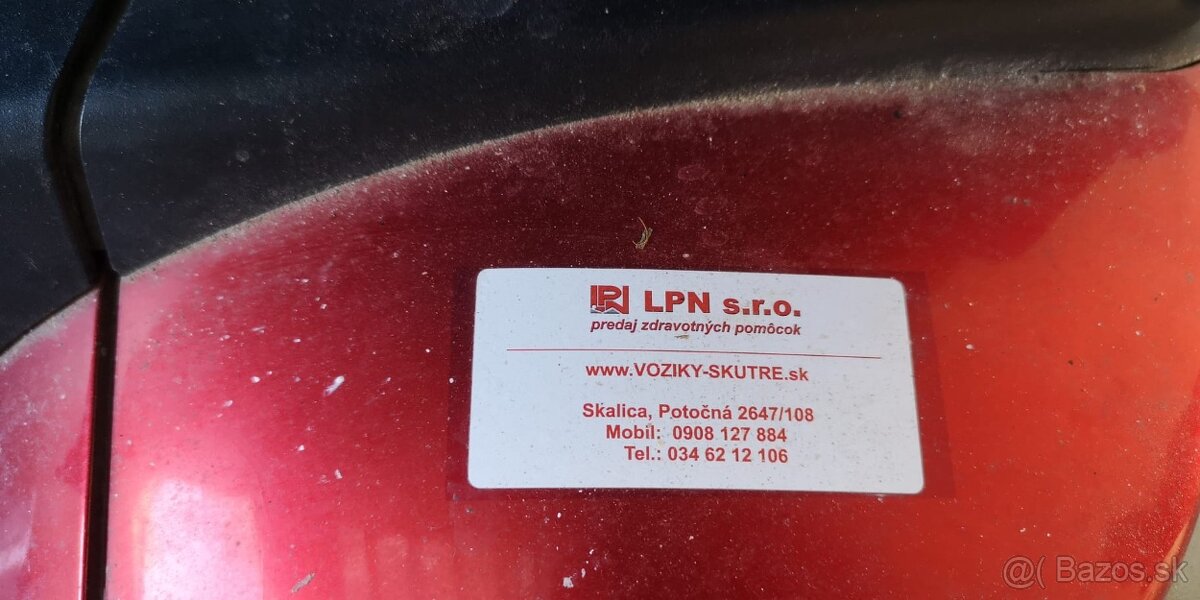 LPN s.r.o.
predaj zdravotných pomôcok
www.VOZIKY-SKUTRE.sk
Skalica, Potočná 2647/108
Mobil: 0908 127 884
Tel.: 034 62 12 106
@( Bazos.sk